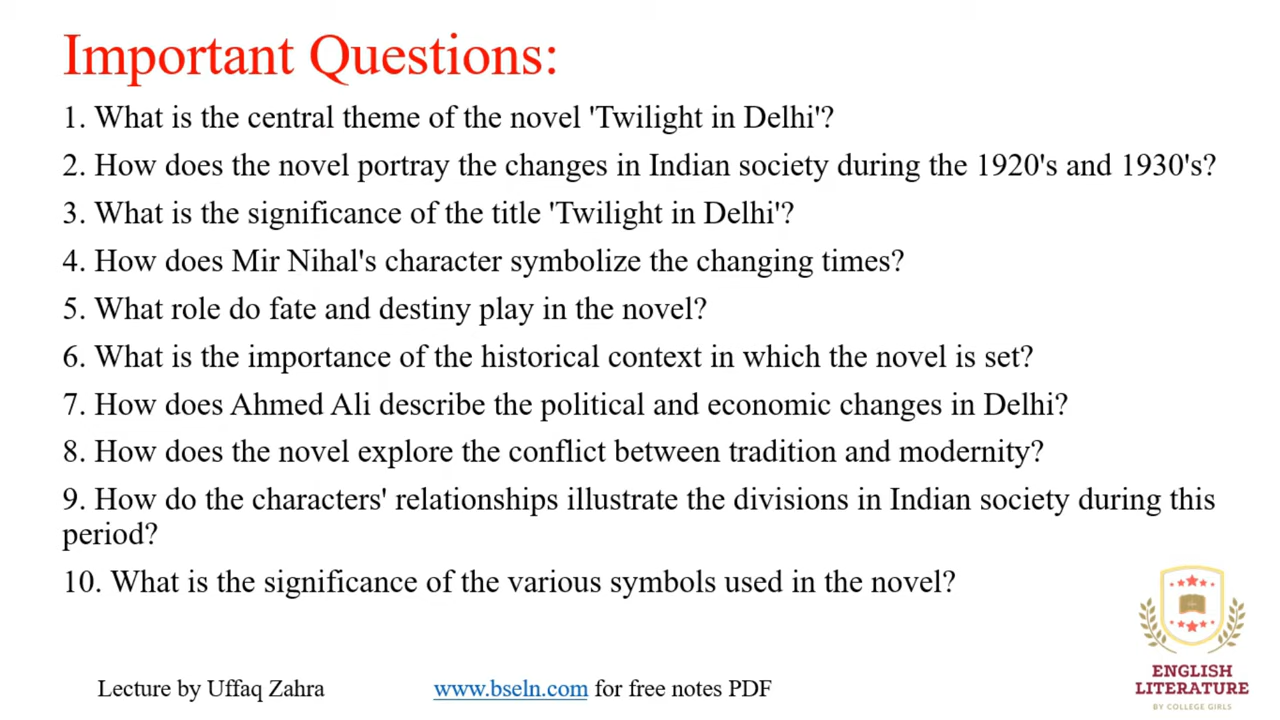 Important Questions:
1. What is the central theme of the novel 'Twilight in Delhi'?
2. How does the novel portray the changes in Indian society during the 1920's and 1930's?
3. What is the significance of the title 'Twilight in Delhi'?
4. How does Mir Nihal's character symbolize the changing times?
5. What role do fate and destiny play in the novel?
6. What is the importance of the historical context in which the novel is set?
7. How does Ahmed Ali describe the political and economic changes in Delhi?
8. How does the novel explore the conflict between tradition and modernity?
9. How do the characters' relationships illustrate the divisions in Indian society during this
period?
10. What is the significance of the various symbols used in the novel?
Lecture by Uffaq Zahra
www.bseln.com for free notes PDF
ENGLISH
LITERATURE
BY COLLEGE GIRLS